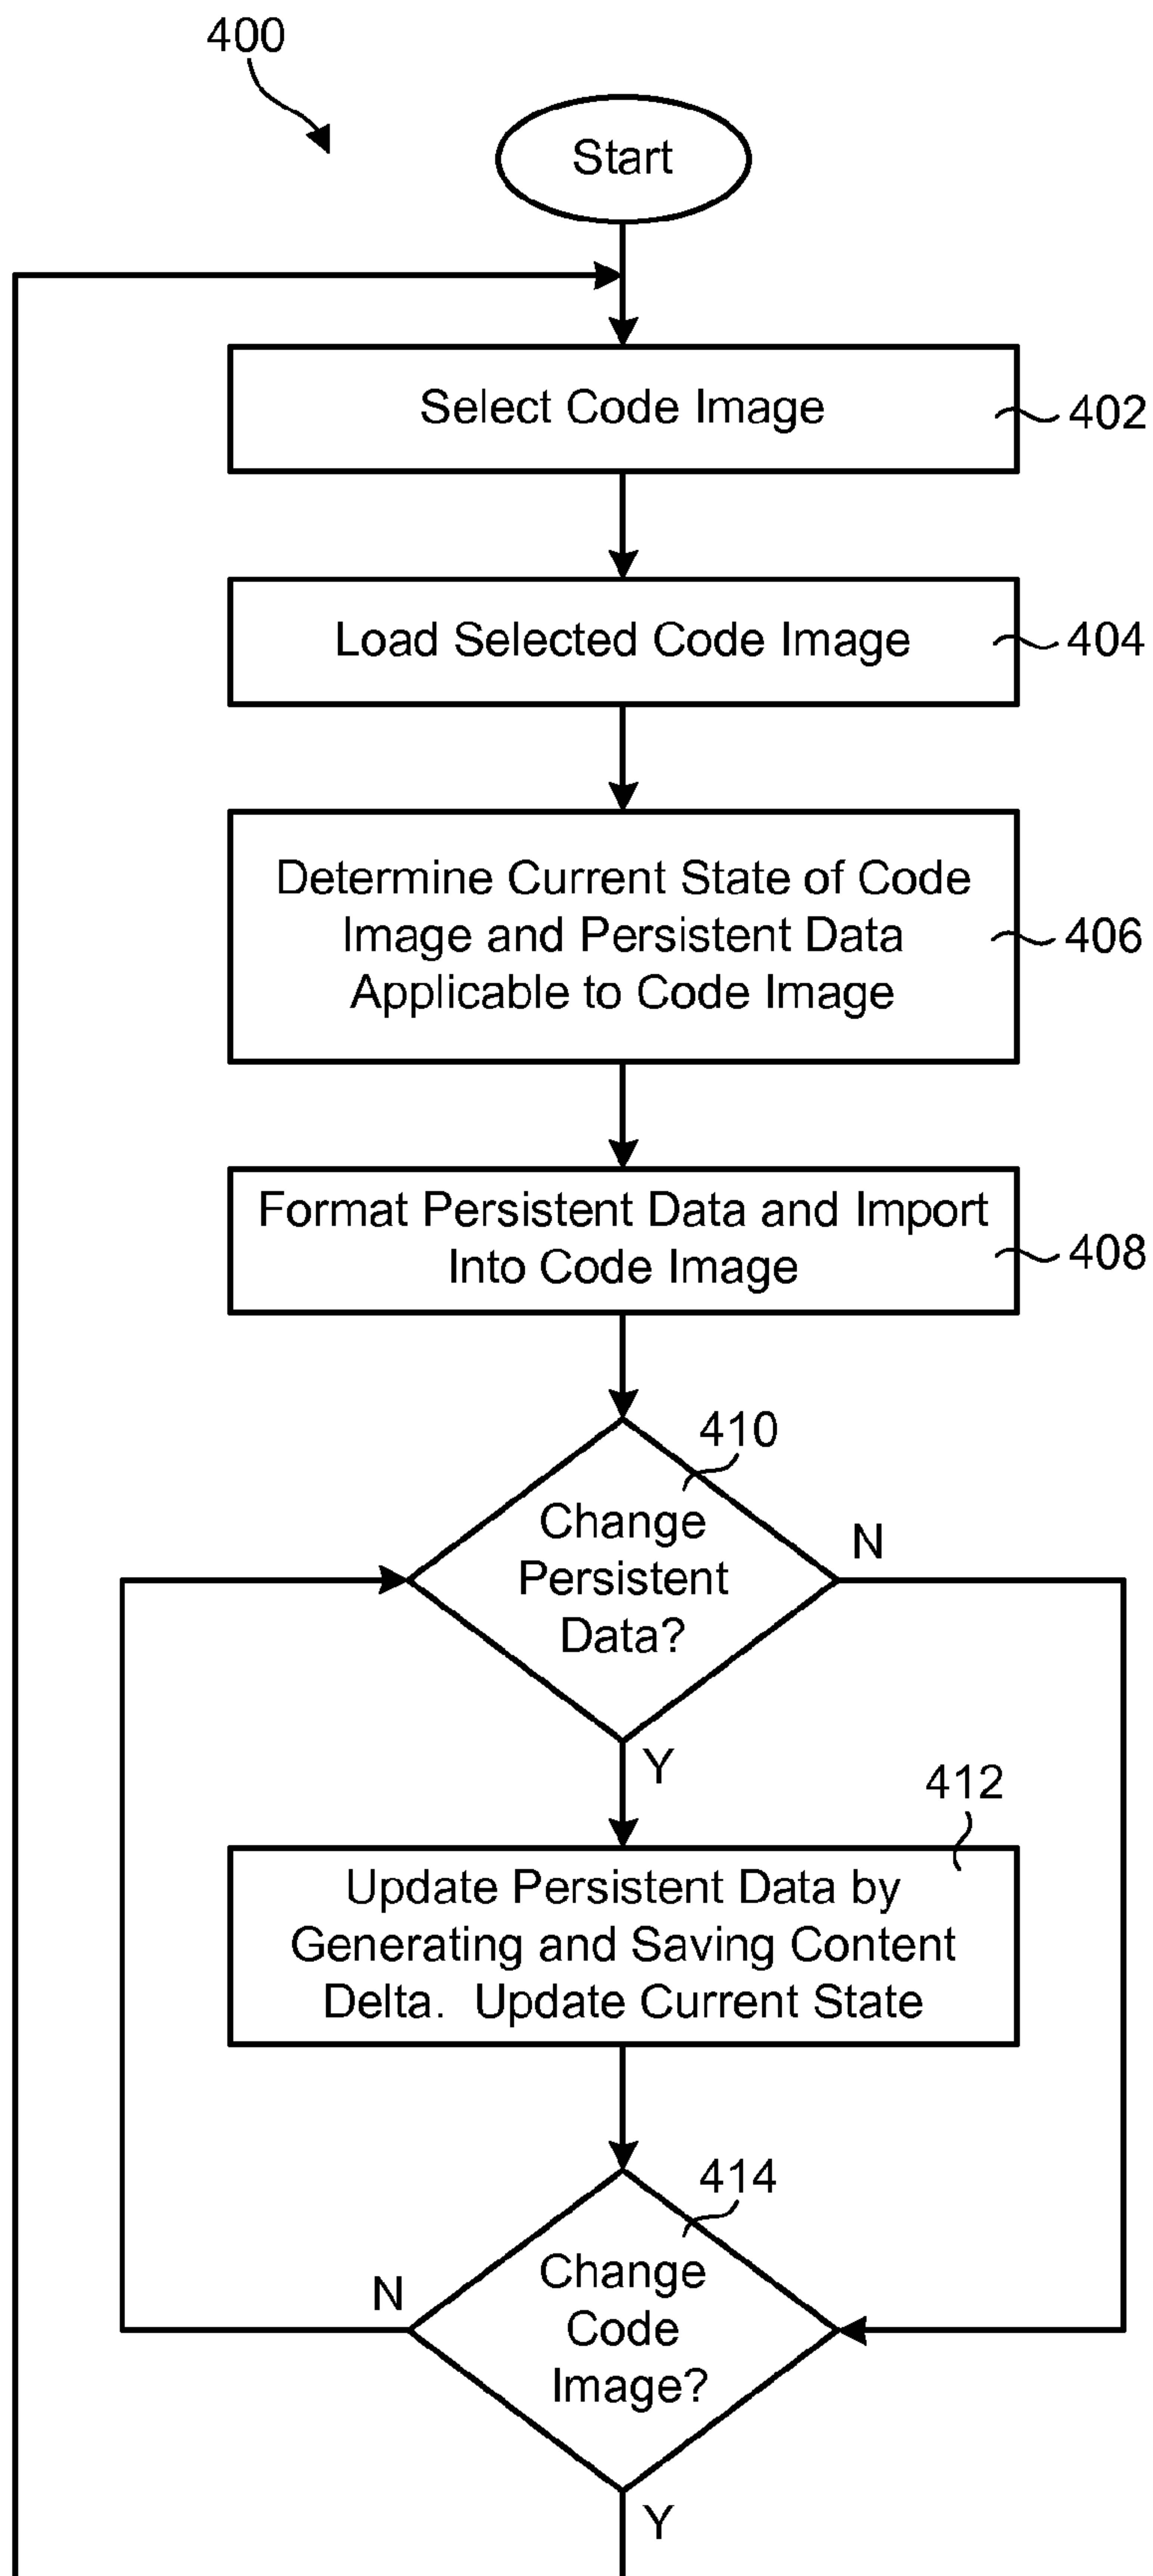 400
Start
Select Code Image
402
Load Selected Code Image
404
Determine Current State of Code
Image and Persistent Data
Applicable to Code Image
406
Format Persistent Data and Import
Into Code Image
408
410
Change
Persistent
Data?
N
Y
412
Update Persistent Data by
Generating and Saving Content
Delta. Update Current State
414
Change
Code
Image?
N
Y